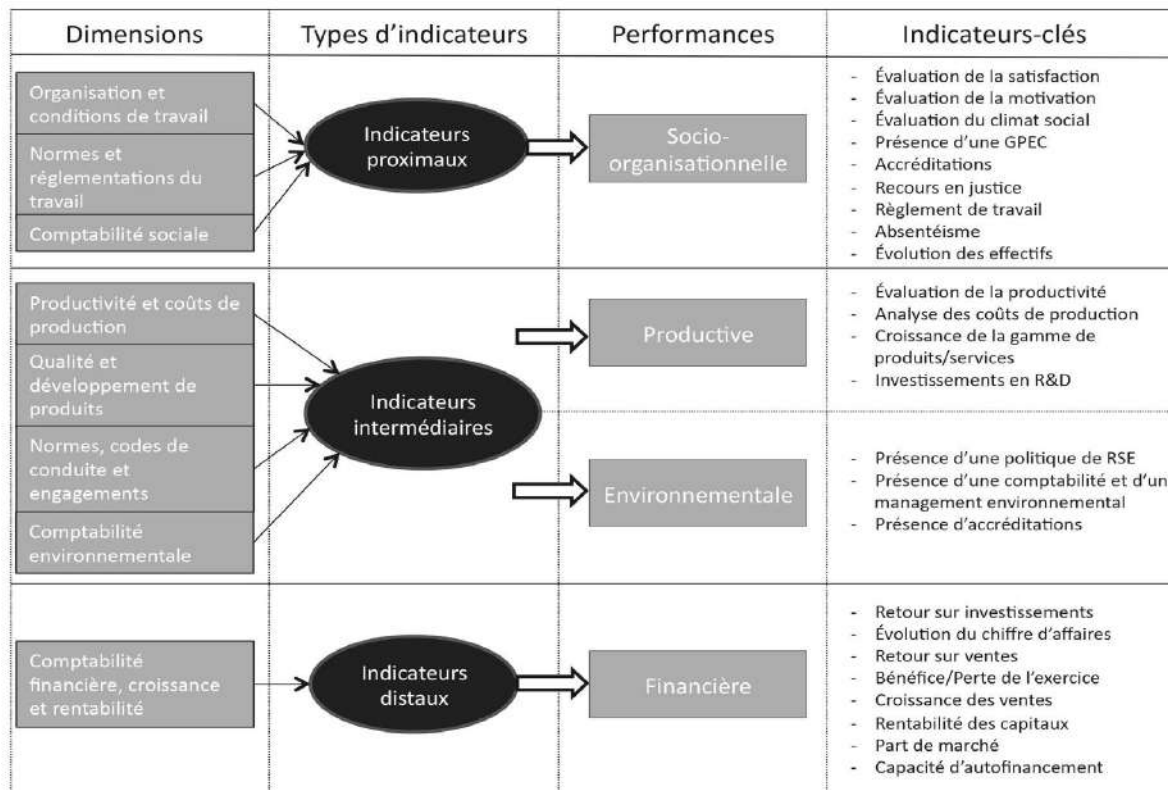 Dimensions
Types d'indicateurs
Performances
Indicateurs-clés
Organisation et
conditions de travail
Normes et
réglementations du
travail
Comptabilité sociale
Indicateurs
proximaux
Socio-
organisationnelle
- Évaluation de la satisfaction
- Évaluation de la motivation
- Évaluation du climat social
- Présence d'une GPEC
- Accréditations
- Recours en justice
- Règlement de travail
- Absentéisme
- Évolution des effectifs
Productivité et coûts de
production
Qualité et
développement de
produits
Normes, codes de
conduite et
engagements
Comptabilité
environnementale
Indicateurs
intermédiaires
Productive
- Évaluation de la productivité
- Analyse des coûts de production
- Croissance de la gamme de
produits/services
- Investissements en R&D
Environnementale
- Présence d'une politique de RSE
- Présence d'une comptabilité et d'un
management environnemental
- Présence d'accréditations
Comptabilité
financière, croissance
et rentabilité
Indicateurs
distaux
Financière
- Retour sur investissements
- Évolution du chiffre d'affaires
- Retour sur ventes
- Bénéfice/Perte de l'exercice
- Croissance des ventes
- Rentabilité des capitaux
- Part de marché
- Capacité d'autofinancement